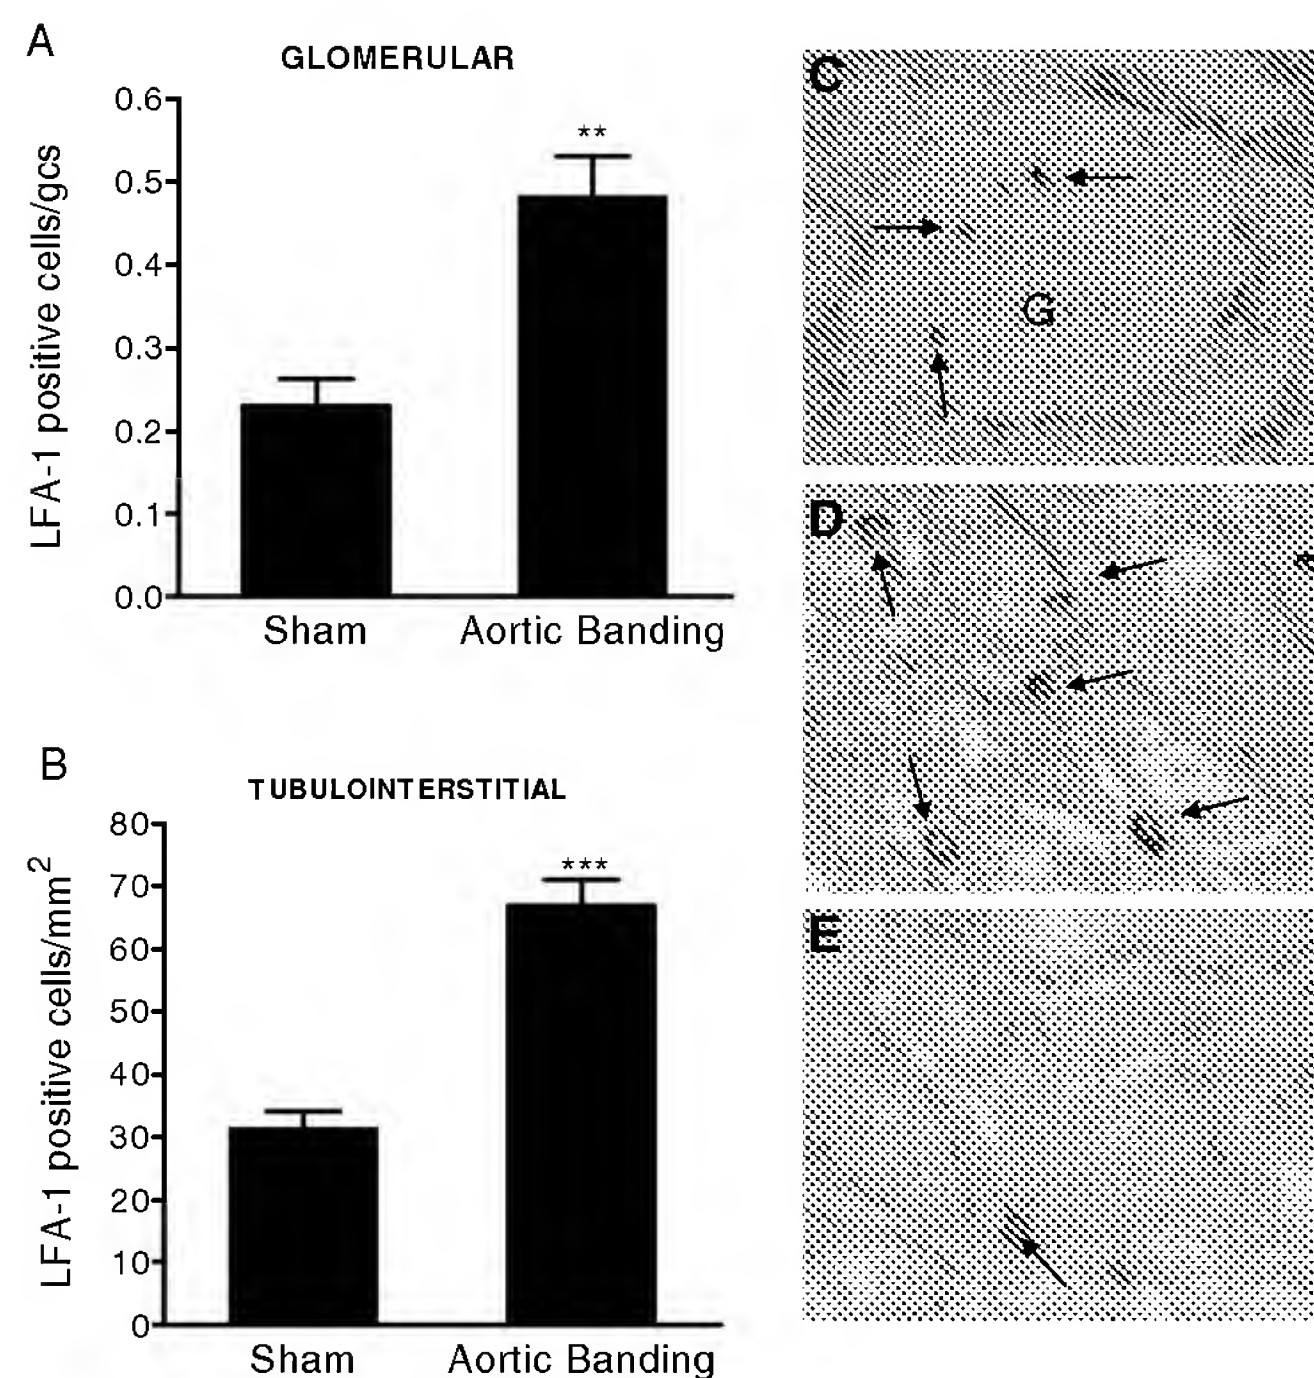 A
GLOMERULAR
LFA-1 positive cells/gcs
0.6
0.5
0.4
0.3
0.2
0.1
0.0
**
Sham
Aortic Banding
B
TUBULOINTERSTITIAL
LFA-1 positive cells/mm²
80
70
60
50
40
30
20
10
0
***
Sham
Aortic Banding
C
G
D
E